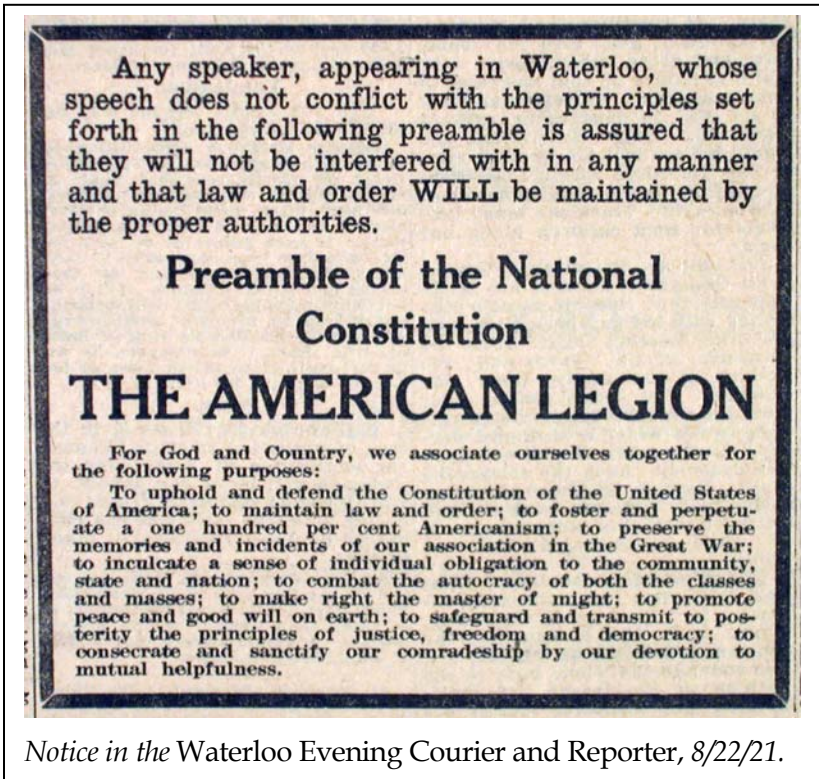 Any speaker, appearing in Waterloo, whose
speech does not conflict with the principles set
forth in the following preamble is assured that
they will not be interfered with in any manner
and that law and order WILL be maintained by
the proper authorities.
Preamble of the National
Constitution
THE AMERICAN LEGION
For God and Country, we associate ourselves together for
the following purposes:
To uphold and defend the Constitution of the United States
of America; to maintain law and order; to foster and perpetu-
ate a one hundred per cent Americanism; to preserve the
memories and incidents of our association in the Great War;
to inculcate a sense of individual obligation to the community,
state and nation; to combat the autocracy of both the classes
and masses; to make right the master of might; to promote
peace and good will on earth; to safeguard and transmit to pos-
terity the principles of justice, freedom and democracy; to
consecrate and sanctify our comradeship by our devotion to
mutual helpfulness.
Notice in the Waterloo Evening Courier and Reporter, 8/22/21.